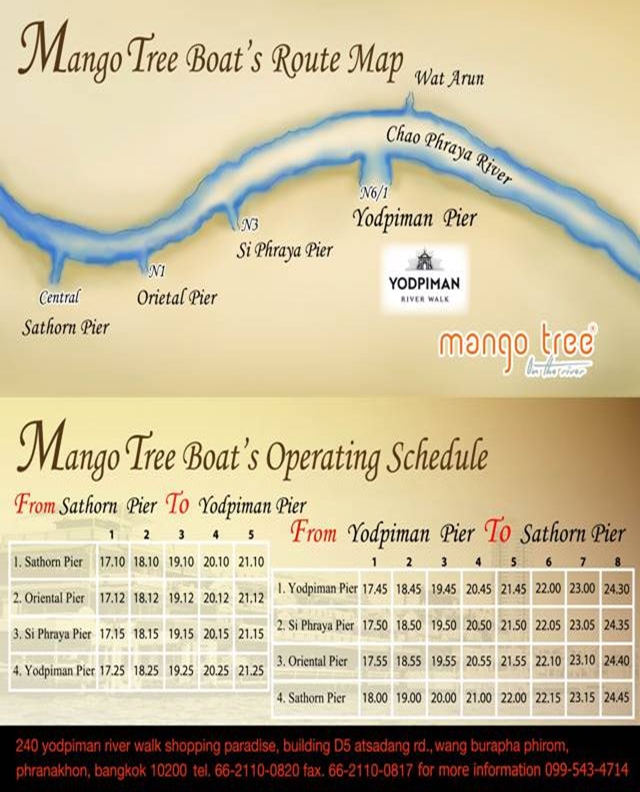 Mango Tree Boat's Route Map
Wat Arun
Chao Phraya River
N6/1
Yodpiman Pier
N3
Si Phraya Pier
N1
Orietal Pier
Central
Sathorn Pier
YODPIMAN
RIVER WALK
mango tree®
On the river
Mango Tree Boat's Operating Schedule
From Sathorn Pier To Yodpiman Pier
1 2 3 4 5
1. Sathorn Pier 17.10 18.10 19.10 20.10 21.10
2. Oriental Pier 17.12 18.12 19.12 20.12 21.12
3. Si Phraya Pier 17.15 18.15 19.15 20.15 21.15
4. Yodpiman Pier 17.25 18.25 19.25 20.25 21.25
From Yodpiman Pier To Sathorn Pier
1 2 3 4 5 6 7 8
1. Yodpiman Pier 17.45 18.45 19.45 20.45 21.45 22.00 23.00 24.30
2. Si Phraya Pier 17.50 18.50 19.50 20.50 21.50 22.05 23.05 24.35
3. Oriental Pier 17.55 18.55 19.55 20.55 21.55 22.10 23.10 24.40
4. Sathorn Pier 18.00 19.00 20.00 21.00 22.00 22.15 23.15 24.45
240 yodpiman river walk shopping paradise, building D5 atsadang rd., wang burapha phirom,
phranakhon, bangkok 10200 tel. 66-2110-0820 fax. 66-2110-0817 for more information 099-543-4714